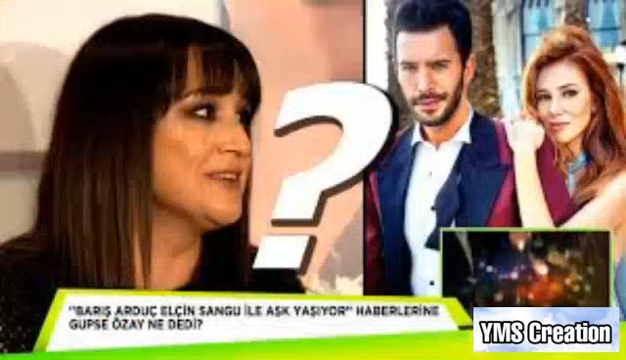 ?
"BARIŞ ARDUÇ ELÇİN SANGU İLE AŞK YAŞIYOR" HABERLERİNE
GUPSE ÖZAY NE DEDİ?
YMS Creation